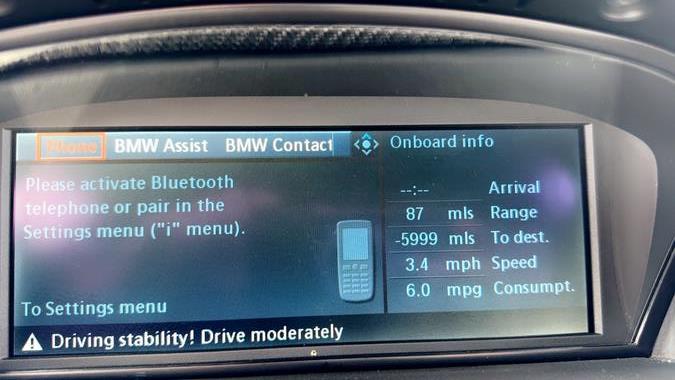 Phone BMW Assist BMW Contact
Onboard info
Please activate Bluetooth
telephone or pair in the
Settings menu ("i" menu).
To Settings menu
--:-- Arrival
87 mls Range
-5999 mls To dest.
3.4 mph Speed
6.0 mpg Consumpt.
Driving stability! Drive moderately